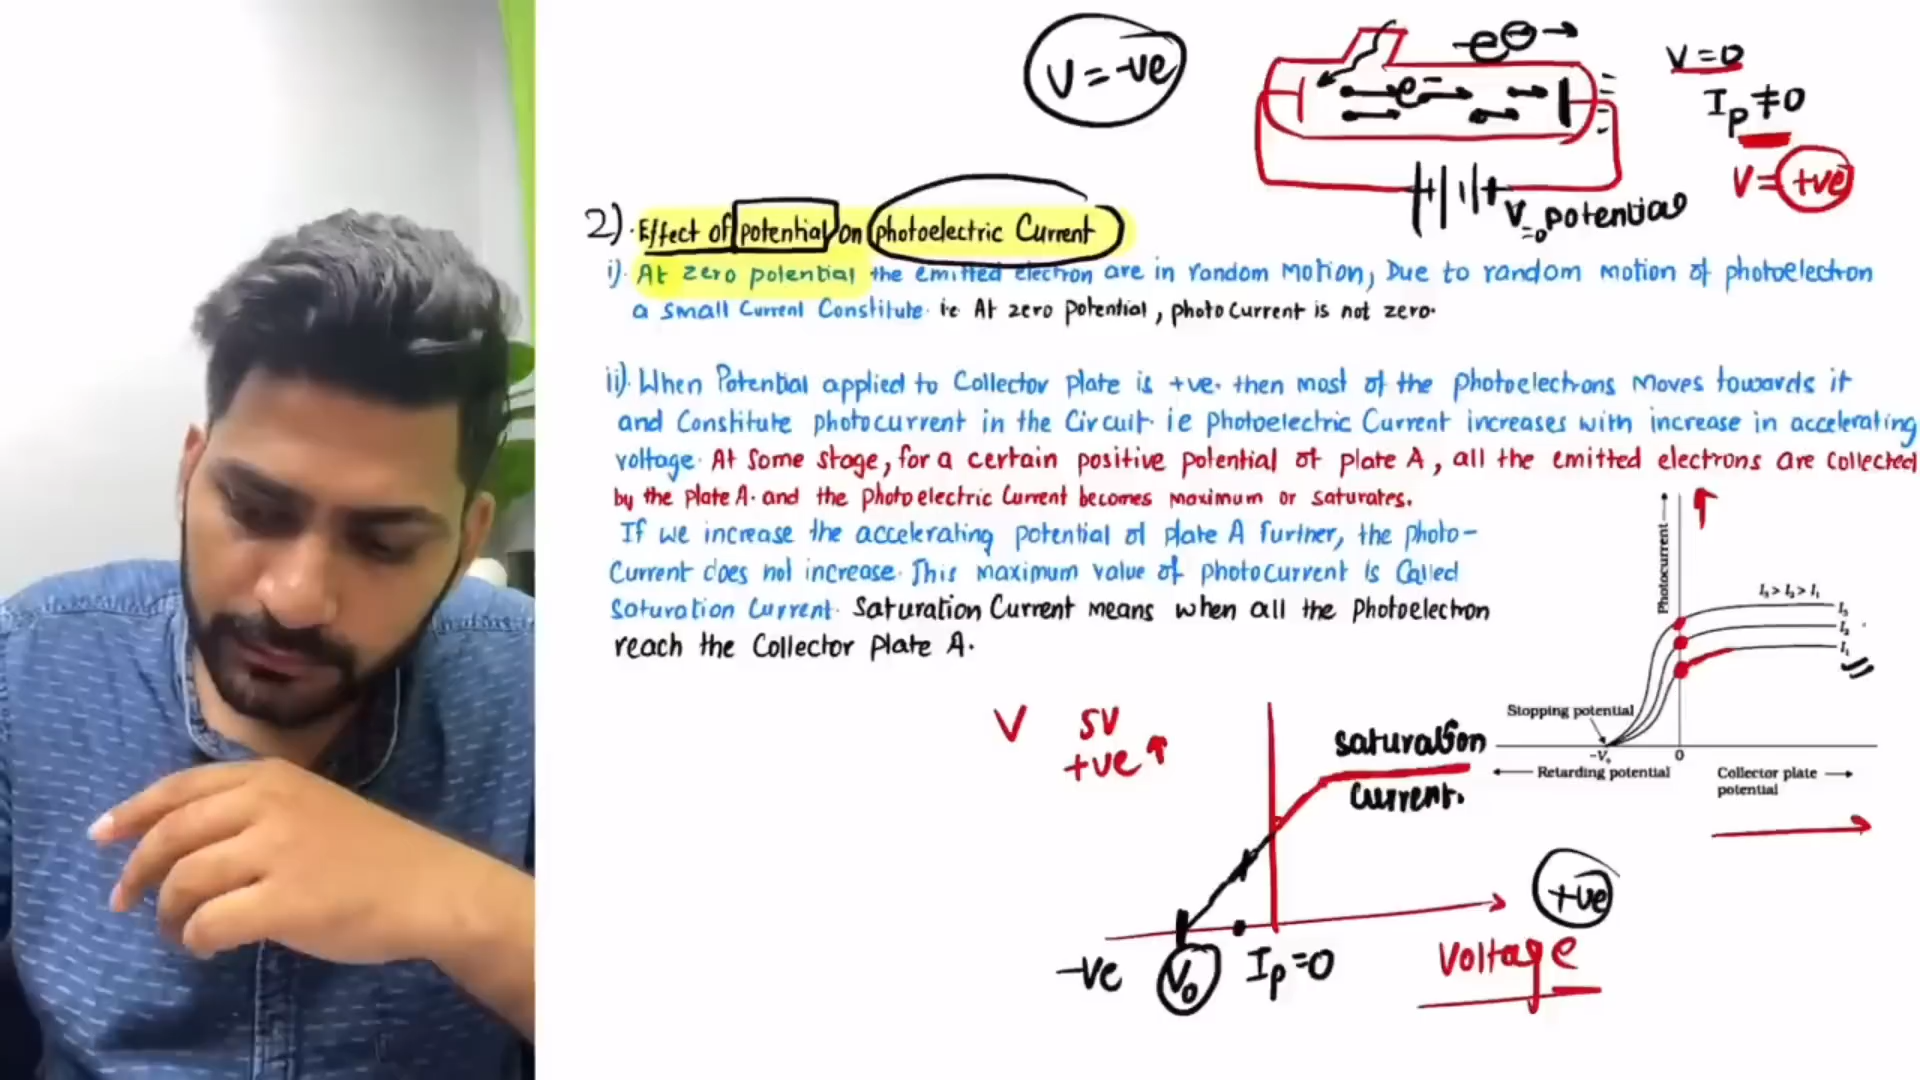 V = -ve
-e⊖→
V = 0
e-
Ip ≠ 0
V = +ve
V=0 potential
2). Effect of potential on photoelectric Current
i). At zero potential the emitted electron are in random motion, Due to random motion of photoelectron
a small Current Constitute. i.e At zero potential, photo current is not zero.
ii). When Potential applied to Collector plate is +ve. then most of the photoelectrons moves towards it
and Constitute photocurrent in the Circuit. ie photoelectric Current increases with increase in accelerating
voltage. At some stage, for a certain positive potential of plate A, all the emitted electrons are collected
by the plate A. and the photoelectric Current becomes maximum or saturates.
If we increase the accelerating potential of plate A further, the photo-
Current does not increase. This maximum value of photocurrent is Called
Saturation Current. Saturation Current means when all the Photoelectron
reach the Collector plate A.
Photocurrent →
I3 > I2 > I1
I3
I2
I1
Stopping potential
-V0
0
← Retarding potential
Collector plate →
potential
V
5V
+ve ↑
saturation
current.
+ve
-ve
V0
Ip=0
Voltage